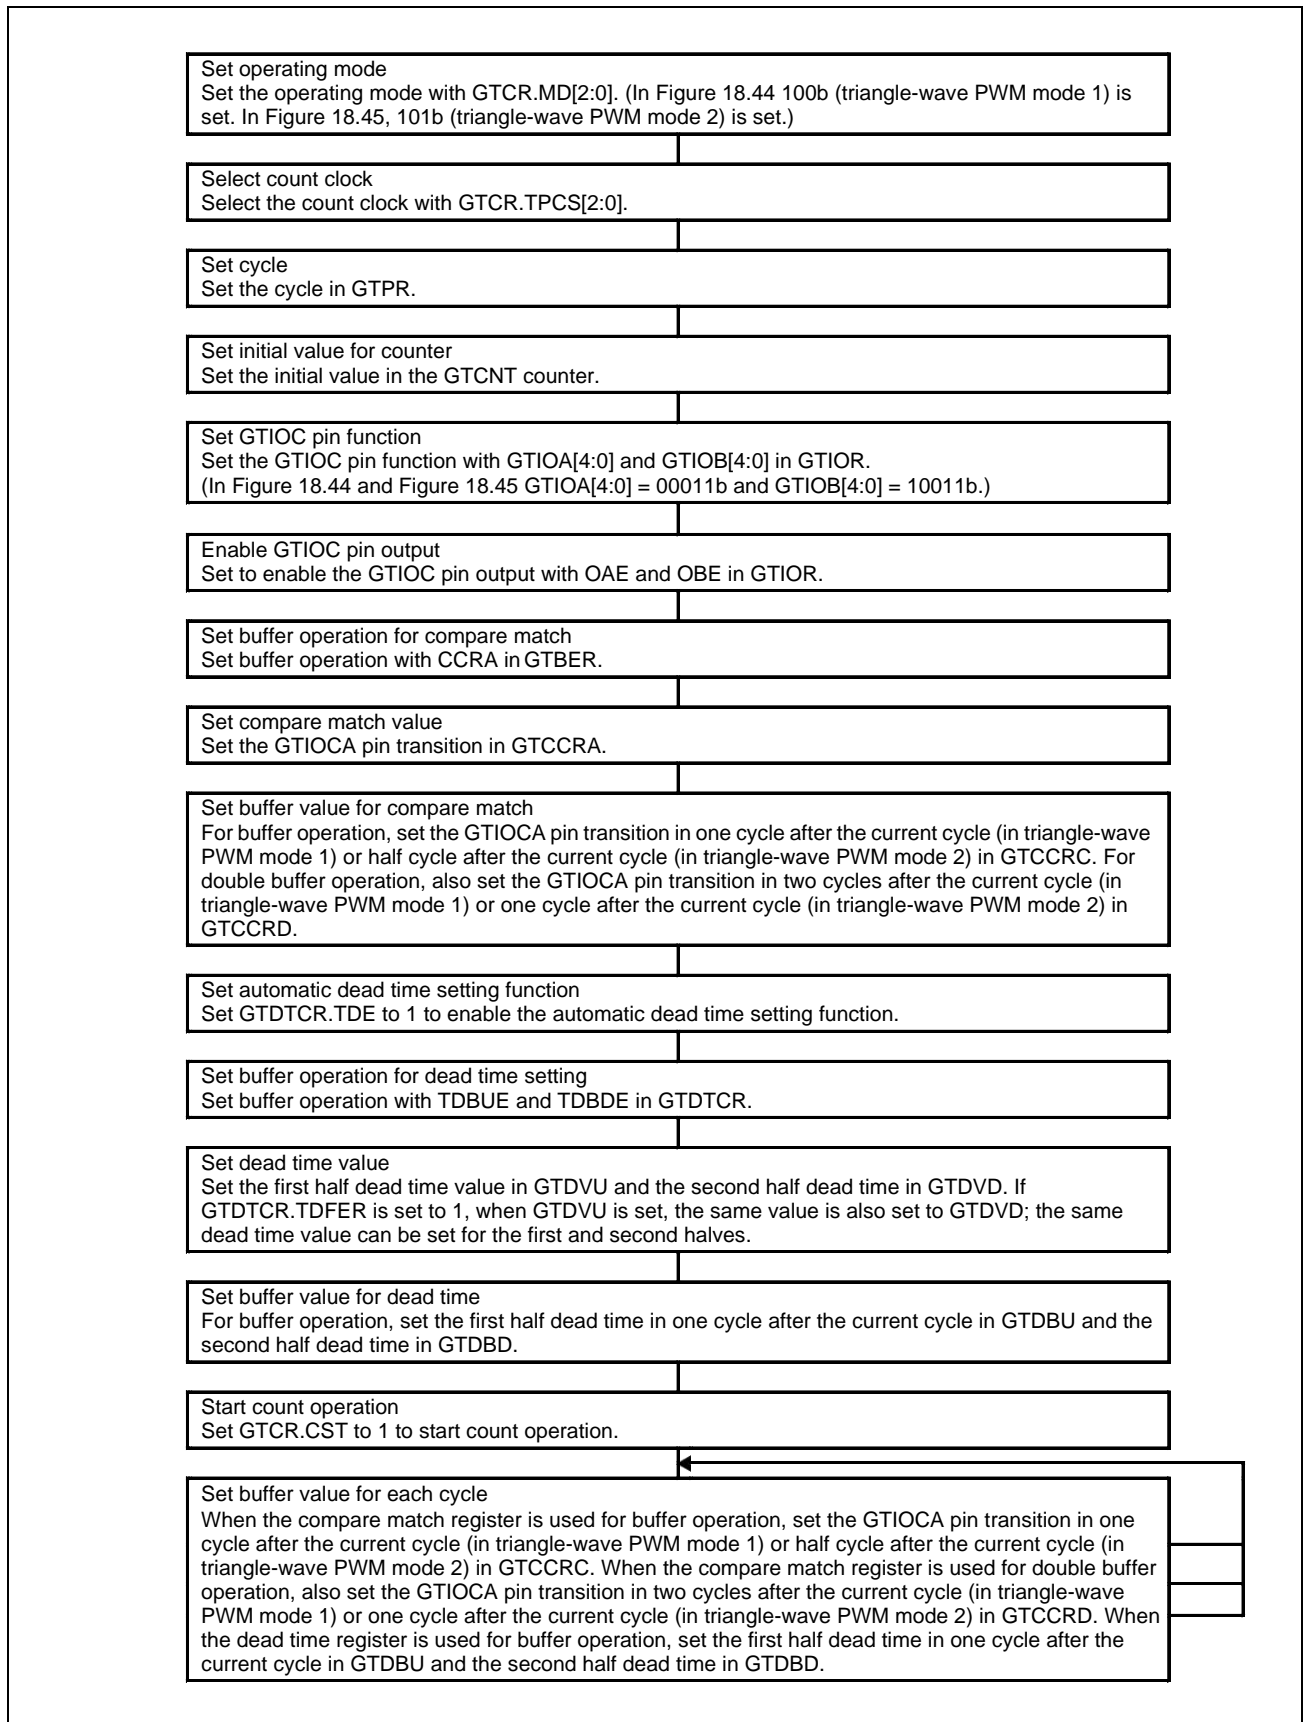 Set operating mode
Set the operating mode with GTCR.MD[2:0]. (In Figure 18.44 100b (triangle-wave PWM mode 1) is
set. In Figure 18.45, 101b (triangle-wave PWM mode 2) is set.)
Select count clock
Select the count clock with GTCR.TPCS[2:0].
Set cycle
Set the cycle in GTPR.
Set initial value for counter
Set the initial value in the GTCNT counter.
Set GTIOC pin function
Set the GTIOC pin function with GTIOA[4:0] and GTIOB[4:0] in GTIOR.
(In Figure 18.44 and Figure 18.45 GTIOA[4:0] = 00011b and GTIOB[4:0] = 10011b.)
Enable GTIOC pin output
Set to enable the GTIOC pin output with OAE and OBE in GTIOR.
Set buffer operation for compare match
Set buffer operation with CCRA in GTBER.
Set compare match value
Set the GTIOCA pin transition in GTCCRA.
Set buffer value for compare match
For buffer operation, set the GTIOCA pin transition in one cycle after the current cycle (in triangle-wave
PWM mode 1) or half cycle after the current cycle (in triangle-wave PWM mode 2) in GTCCRC. For
double buffer operation, also set the GTIOCA pin transition in two cycles after the current cycle (in
triangle-wave PWM mode 1) or one cycle after the current cycle (in triangle-wave PWM mode 2) in
GTCCRD.
Set automatic dead time setting function
Set GTDTCR.TDE to 1 to enable the automatic dead time setting function.
Set buffer operation for dead time setting
Set buffer operation with TDBUE and TDBDE in GTDTCR.
Set dead time value
Set the first half dead time value in GTDVU and the second half dead time in GTDVD. If
GTDTCR.TDFER is set to 1, when GTDVU is set, the same value is also set to GTDVD; the same
dead time value can be set for the first and second halves.
Set buffer value for dead time
For buffer operation, set the first half dead time in one cycle after the current cycle in GTDBU and the
second half dead time in GTDBD.
Start count operation
Set GTCR.CST to 1 to start count operation.
Set buffer value for each cycle
When the compare match register is used for buffer operation, set the GTIOCA pin transition in one
cycle after the current cycle (in triangle-wave PWM mode 1) or half cycle after the current cycle (in
triangle-wave PWM mode 2) in GTCCRC. When the compare match register is used for double buffer
operation, also set the GTIOCA pin transition in two cycles after the current cycle (in triangle-wave
PWM mode 1) or one cycle after the current cycle (in triangle-wave PWM mode 2) in GTCCRD. When
the dead time register is used for buffer operation, set the first half dead time in one cycle after the
current cycle in GTDBU and the second half dead time in GTDBD.